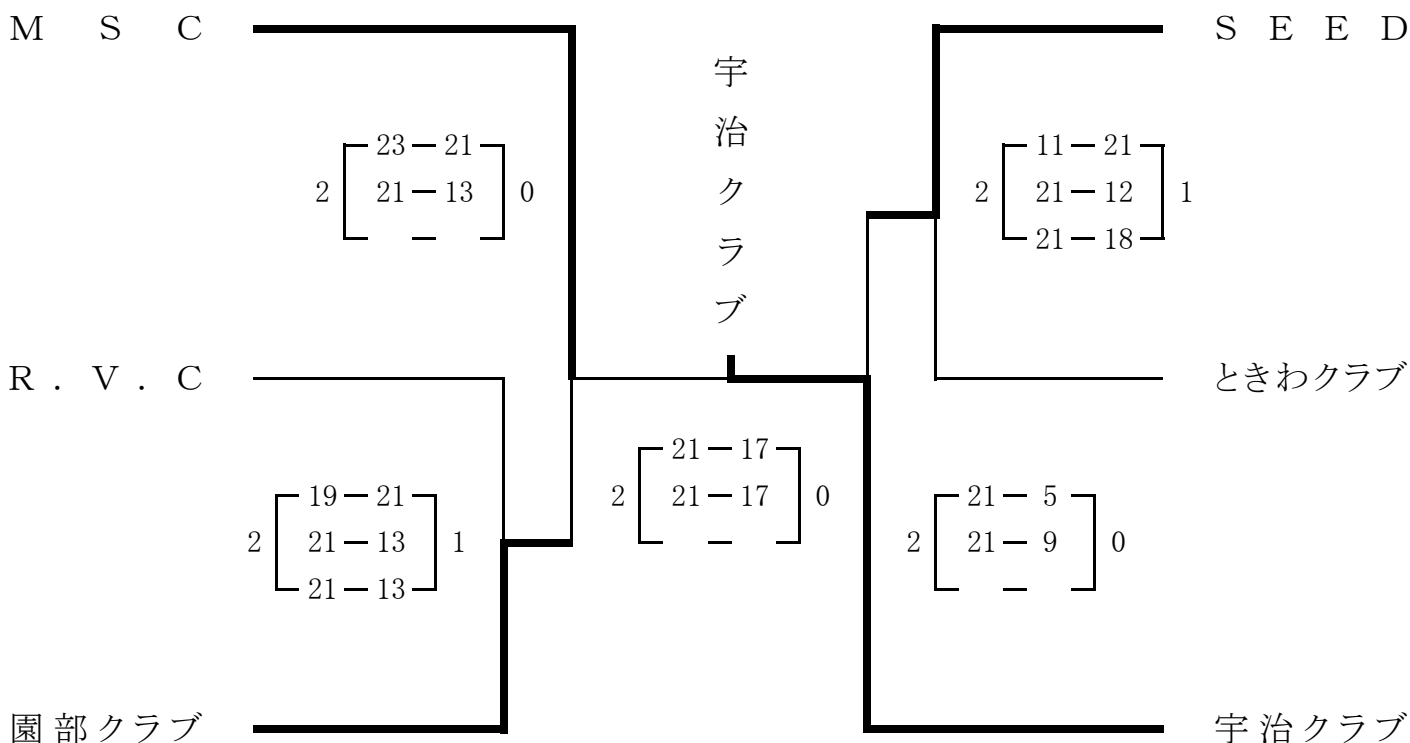 M S C
S E E D
宇治クラブ
23 — 21
2 21 — 13 0
—
11 — 21
2 21 — 12 1
21 — 18
R . V . C
ときわクラブ
21 — 17
2 21 — 17 0
—
19 — 21
2 21 — 13 1
21 — 13
21 — 5
2 21 — 9 0
—
園部クラブ
宇治クラブ